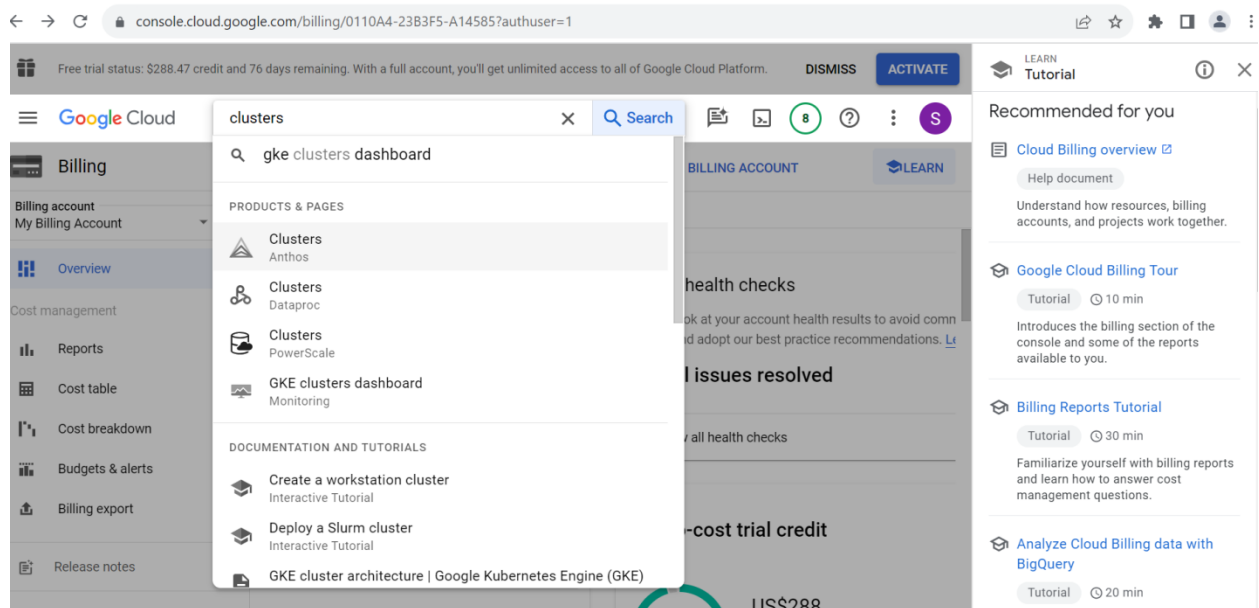 console.cloud.google.com/billing/0110A4-23B3F5-A14585?authuser=1
Free trial status: $288.47 credit and 76 days remaining. With a full account, you'll get unlimited access to all of Google Cloud Platform.
DISMISS
ACTIVATE
Google Cloud
clusters
Search
8
S
gke clusters dashboard
PRODUCTS & PAGES
Clusters
Anthos
Clusters
Dataproc
Clusters
PowerScale
GKE clusters dashboard
Monitoring
DOCUMENTATION AND TUTORIALS
Create a workstation cluster
Interactive Tutorial
Deploy a Slurm cluster
Interactive Tutorial
GKE cluster architecture | Google Kubernetes Engine (GKE)
Billing
Billing account
My Billing Account
Overview
Cost management
Reports
Cost table
Cost breakdown
Budgets & alerts
Billing export
Release notes
BILLING ACCOUNT
LEARN
health checks
at your account health results to avoid
adopt our best practice recommendations.
issues resolved
all health checks
-cost trial credit
US$288
LEARN
Tutorial
Recommended for you
Cloud Billing overview
Help document
Understand how resources, billing
accounts, and projects work together.
Google Cloud Billing Tour
Tutorial 10 min
Introduces the billing section of the
console and some of the reports
available to you.
Billing Reports Tutorial
Tutorial 30 min
Familiarize yourself with billing reports
and learn how to answer cost
management questions.
Analyze Cloud Billing data with
BigQuery
Tutorial 20 min